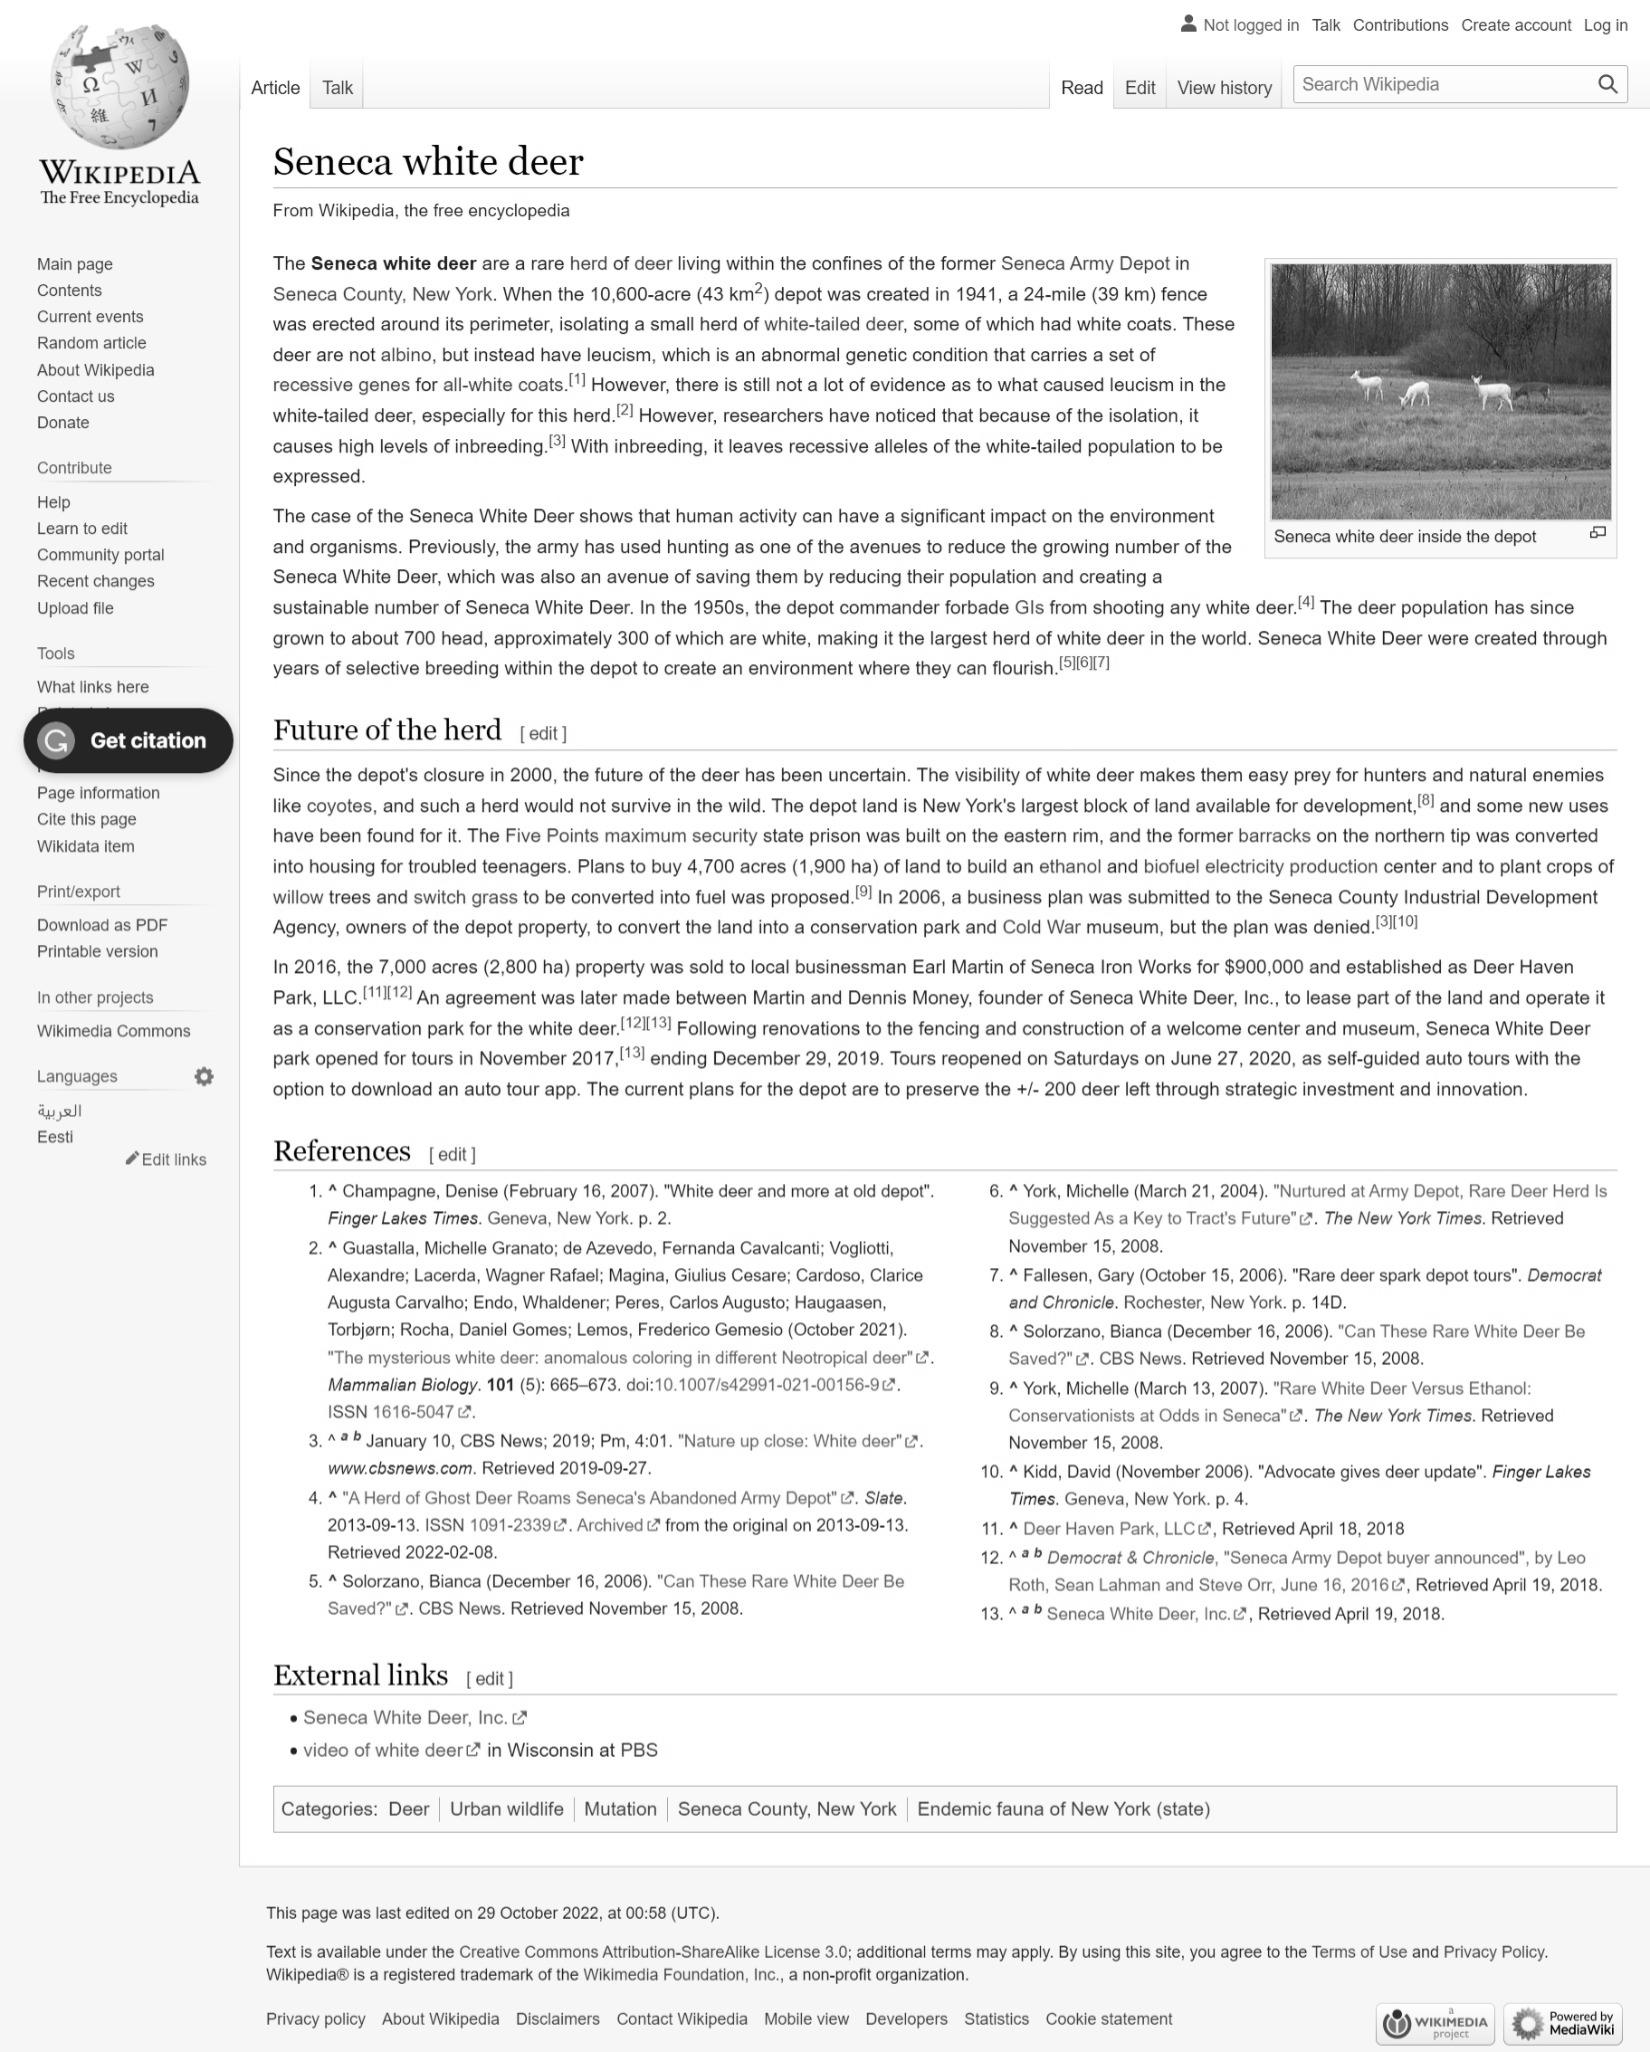 Not logged in Talk Contributions Create account Log in
Article Talk Read Edit View history Search Wikipedia
WIKIPEDIA
The Free Encyclopedia
Main page
Contents
Current events
Random article
About Wikipedia
Contact us
Donate
Contribute
Help
Learn to edit
Community portal
Recent changes
Upload file
Tools
What links here
Get citation
Page information
Cite this page
Wikidata item
Print/export
Download as PDF
Printable version
In other projects
Wikimedia Commons
Languages
العربية
Eesti
Edit links
Seneca white deer
From Wikipedia, the free encyclopedia
The Seneca white deer are a rare herd of deer living within the confines of the former Seneca Army Depot in
Seneca County, New York. When the 10,600-acre (43 km2) depot was created in 1941, a 24-mile (39 km) fence
was erected around its perimeter, isolating a small herd of white-tailed deer, some of which had white coats. These
deer are not albino, but instead have leucism, which is an abnormal genetic condition that carries a set of
recessive genes for all-white coats.[1] However, there is still not a lot of evidence as to what caused leucism in the
white-tailed deer, especially for this herd.[2] However, researchers have noticed that because of the isolation, it
causes high levels of inbreeding.[3] With inbreeding, it leaves recessive alleles of the white-tailed population to be
expressed.
Seneca white deer inside the depot
The case of the Seneca White Deer shows that human activity can have a significant impact on the environment
and organisms. Previously, the army has used hunting as one of the avenues to reduce the growing number of the
Seneca White Deer, which was also an avenue of saving them by reducing their population and creating a
sustainable number of Seneca White Deer. In the 1950s, the depot commander forbade GIs from shooting any white deer.[4] The deer population has since
grown to about 700 head, approximately 300 of which are white, making it the largest herd of white deer in the world. Seneca White Deer were created through
years of selective breeding within the depot to create an environment where they can flourish.[5][6][7]
Future of the herd [ edit ]
Since the depot's closure in 2000, the future of the deer has been uncertain. The visibility of white deer makes them easy prey for hunters and natural enemies
like coyotes, and such a herd would not survive in the wild. The depot land is New York's largest block of land available for development,[8] and some new uses
have been found for it. The Five Points maximum security state prison was built on the eastern rim, and the former barracks on the northern tip was converted
into housing for troubled teenagers. Plans to buy 4,700 acres (1,900 ha) of land to build an ethanol and biofuel electricity production center and to plant crops of
willow trees and switch grass to be converted into fuel was proposed.[9] In 2006, a business plan was submitted to the Seneca County Industrial Development
Agency, owners of the depot property, to convert the land into a conservation park and Cold War museum, but the plan was denied.[3][10]
In 2016, the 7,000 acres (2,800 ha) property was sold to local businessman Earl Martin of Seneca Iron Works for $900,000 and established as Deer Haven
Park, LLC.[11][12] An agreement was later made between Martin and Dennis Money, founder of Seneca White Deer, Inc., to lease part of the land and operate it
as a conservation park for the white deer.[12][13] Following renovations to the fencing and construction of a welcome center and museum, Seneca White Deer
park opened for tours in November 2017,[13] ending December 29, 2019. Tours reopened on Saturdays on June 27, 2020, as self-guided auto tours with the
option to download an auto tour app. The current plans for the depot are to preserve the +/- 200 deer left through strategic investment and innovation.
References [ edit ]
1. ^ Champagne, Denise (February 16, 2007). "White deer and more at old depot".
Finger Lakes Times. Geneva, New York. p. 2.
2. ^ Guastalla, Michelle Granato; de Azevedo, Fernanda Cavalcanti; Vogliotti,
Alexandre; Lacerda, Wagner Rafael; Magina, Giulius Cesare; Cardoso, Clarice
Augusta Carvalho; Endo, Whaldener; Peres, Carlos Augusto; Haugaasen,
Torbjørn; Rocha, Daniel Gomes; Lemos, Frederico Gemesio (October 2021).
"The mysterious white deer: anomalous coloring in different Neotropical deer".
Mammalian Biology. 101 (5): 665–673. doi:10.1007/s42991-021-00156-9.
ISSN 1616-5047.
3. ^ a b January 10, CBS News; 2019; Pm, 4:01. "Nature up close: White deer".
www.cbsnews.com. Retrieved 2019-09-27.
4. ^ "A Herd of Ghost Deer Roams Seneca's Abandoned Army Depot". Slate.
2013-09-13. ISSN 1091-2339. Archived from the original on 2013-09-13.
Retrieved 2022-02-08.
5. ^ Solorzano, Bianca (December 16, 2006). "Can These Rare White Deer Be
Saved?". CBS News. Retrieved November 15, 2008.
6. ^ York, Michelle (March 21, 2004). "Nurtured at Army Depot, Rare Deer Herd Is
Suggested As a Key to Tract's Future". The New York Times. Retrieved
November 15, 2008.
7. ^ Fallesen, Gary (October 15, 2006). "Rare deer spark depot tours". Democrat
and Chronicle. Rochester, New York. p. 14D.
8. ^ Solorzano, Bianca (December 16, 2006). "Can These Rare White Deer Be
Saved?". CBS News. Retrieved November 15, 2008.
9. ^ York, Michelle (March 13, 2007). "Rare White Deer Versus Ethanol:
Conservationists at Odds in Seneca". The New York Times. Retrieved
November 15, 2008.
10. ^ Kidd, David (November 2006). "Advocate gives deer update". Finger Lakes
Times. Geneva, New York. p. 4.
11. ^ Deer Haven Park, LLC, Retrieved April 18, 2018
12. ^ a b Democrat & Chronicle, "Seneca Army Depot buyer announced", by Leo
Roth, Sean Lahman and Steve Orr, June 16, 2016, Retrieved April 19, 2018.
13. ^ a b Seneca White Deer, Inc., Retrieved April 19, 2018.
External links [ edit ]
• Seneca White Deer, Inc.
• video of white deer in Wisconsin at PBS
Categories: Deer | Urban wildlife | Mutation | Seneca County, New York | Endemic fauna of New York (state)
This page was last edited on 29 October 2022, at 00:58 (UTC).
Text is available under the Creative Commons Attribution-ShareAlike License 3.0; additional terms may apply. By using this site, you agree to the Terms of Use and Privacy Policy.
Wikipedia® is a registered trademark of the Wikimedia Foundation, Inc., a non-profit organization.
Privacy policy About Wikipedia Disclaimers Contact Wikipedia Mobile view Developers Statistics Cookie statement
a
WIKIMEDIA
project
Powered by
MediaWiki